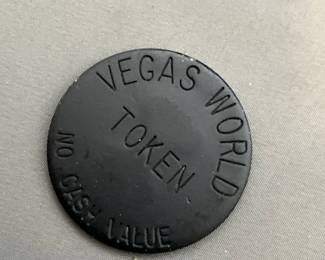 VEGAS WORLD
TOKEN
NO CASH VALUE